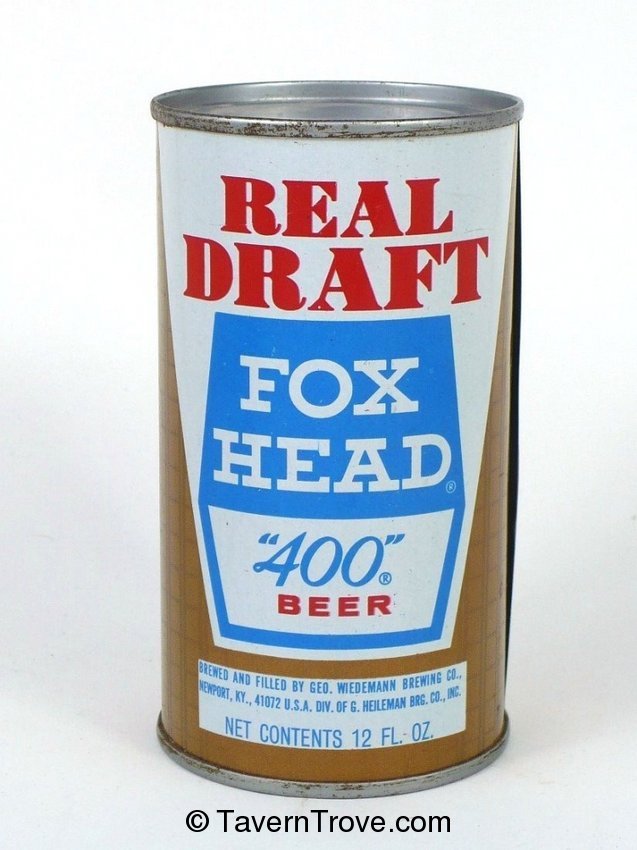 REAL
DRAFT
FOX
HEAD®
"400"®
BEER
BREWED AND FILLED BY GEO. WIEDEMANN BREWING CO.,
NEWPORT, KY., 41072 U.S.A. DIV. OF G. HEILEMAN BRG. CO., INC.
NET CONTENTS 12 FL. OZ.
© TavernTrove.com